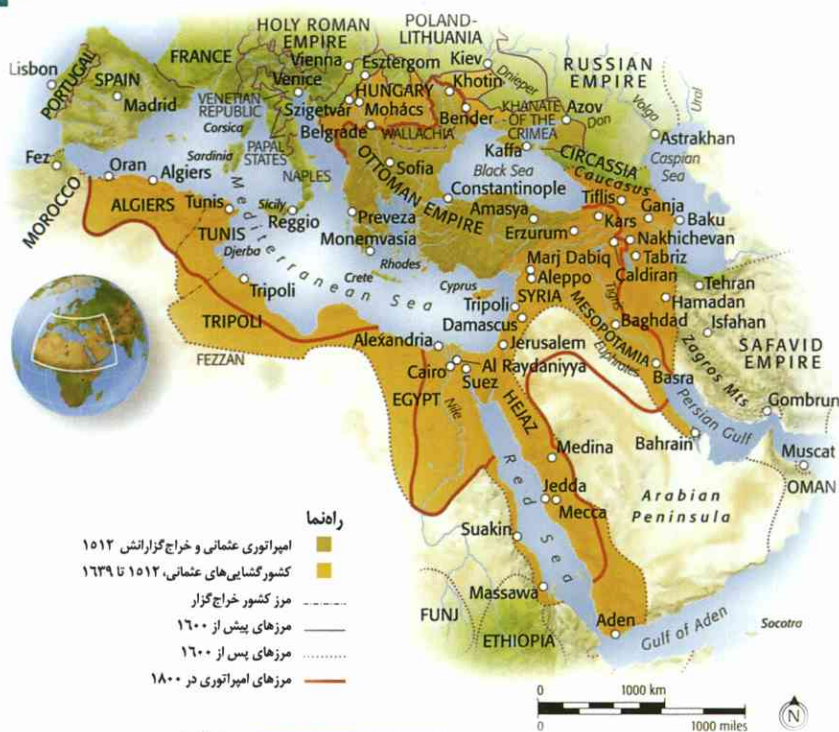 HOLY ROMAN
EMPIRE
POLAND-
LITHUANIA
FRANCE
Vienna
Esztergom
Kiev
Khotin
Dnieper
RUSSIAN
EMPIRE
Lisbon
PORTUGAL
SPAIN
Madrid
Venice
VENETIAN
REPUBLIC
HUNGARY
Szigetvár
Mohács
Bender
KHANATE
OF THE
CRIMEA
Azov
Don
Volga
Ural
Corsica
PAPAL
STATES
Belgrade
WALLACHIA
Kaffa
CIRCASSIA
Astrakhan
Caspian
Sea
Caucasus
Fez
Oran
Algiers
Sardinia
NAPLES
OTTOMAN EMPIRE
Sofia
Black Sea
Constantinople
Amasya
Tiflis
Ganja
Kars
Baku
MOROCCO
ALGIERS
Tunis
Sicily
Reggio
Preveza
Erzurum
Nakhichevan
TUNIS
Monemvasia
Marj Dabiq
Tabriz
Djerba
Mediterranean Sea
Crete
Rhodes
Aleppo
Caldiran
Tehran
Tripoli
Cyprus
Tripoli
SYRIA
Tigris
Hamadan
TRIPOLI
Damascus
MESOPOTAMIA
Baghdad
Isfahan
FEZZAN
Alexandria
Jerusalem
Euphrates
Zagros Mts
SAFAVID
EMPIRE
Cairo
Al Raydaniyya
Suez
Basra
EGYPT
Nile
HEJAZ
Persian Gulf
Gombrun
Medina
Bahrain
Muscat
OMAN
Red Sea
Jedda
Mecca
Arabian
Peninsula
Suakin
Massawa
FUNJ
ETHIOPIA
Aden
Gulf of Aden
Socotra
راه‌نما
امپراتوری عثمانی و خراج‌گزارانش ۱۵۱۲
کشورگشایی‌های عثمانی، ۱۵۱۲ تا ۱۶۳۹
مرز کشور خراج‌گزار
مرزهای پیش از ۱۶۰۰
مرزهای پس از ۱۶۰۰
مرزهای امپراتوری در ۱۸۰۰
0 1000 km
0 1000 miles
N